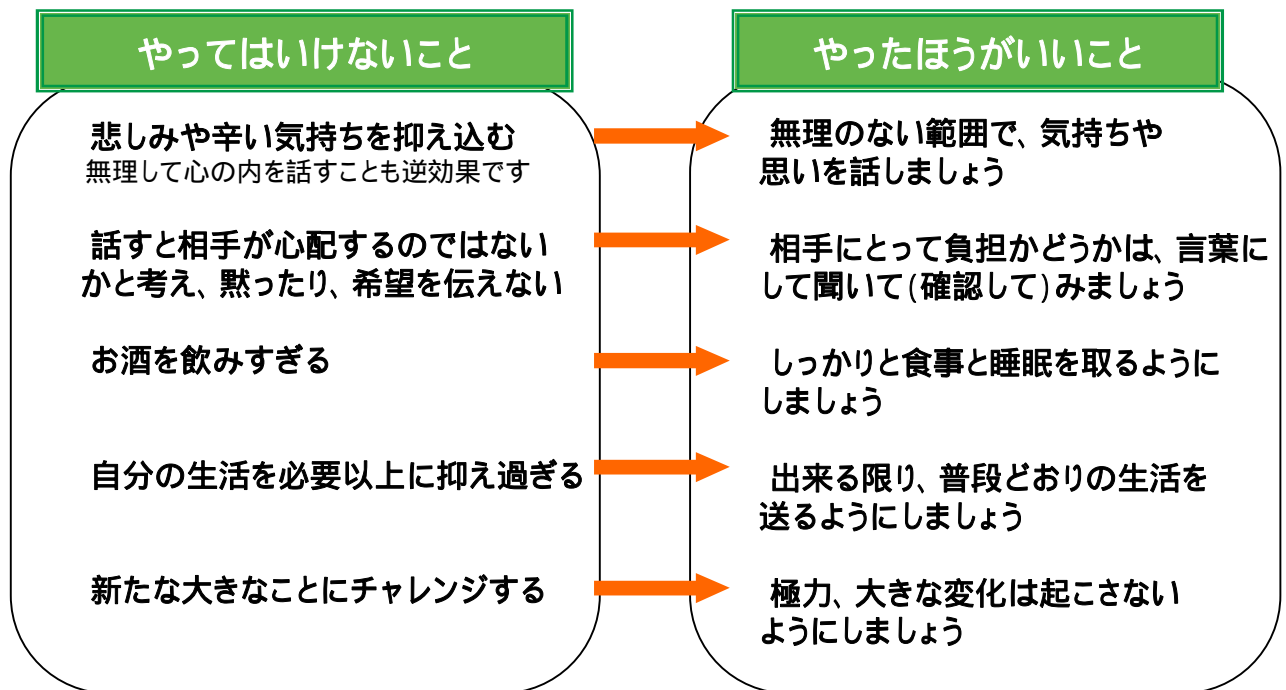 やってはいけないこと
悲しみや辛い気持ちを抑え込む
無理して心の内を話すことも逆効果です
話すと相手が心配するのではない
かと考え、黙ったり、希望を伝えない
お酒を飲みすぎる
自分の生活を必要以上に抑え過ぎる
新たな大きなことにチャレンジする
やったほうがいいこと
無理のない範囲で、気持ちや
思いを話しましょう
相手にとって負担かどうかは、言葉に
して聞いて(確認して)みましょう
しっかりと食事と睡眠を取るように
しましょう
出来る限り、普段どおりの生活を
送るようにしましょう
極力、大きな変化は起こさない
ようにしましょう